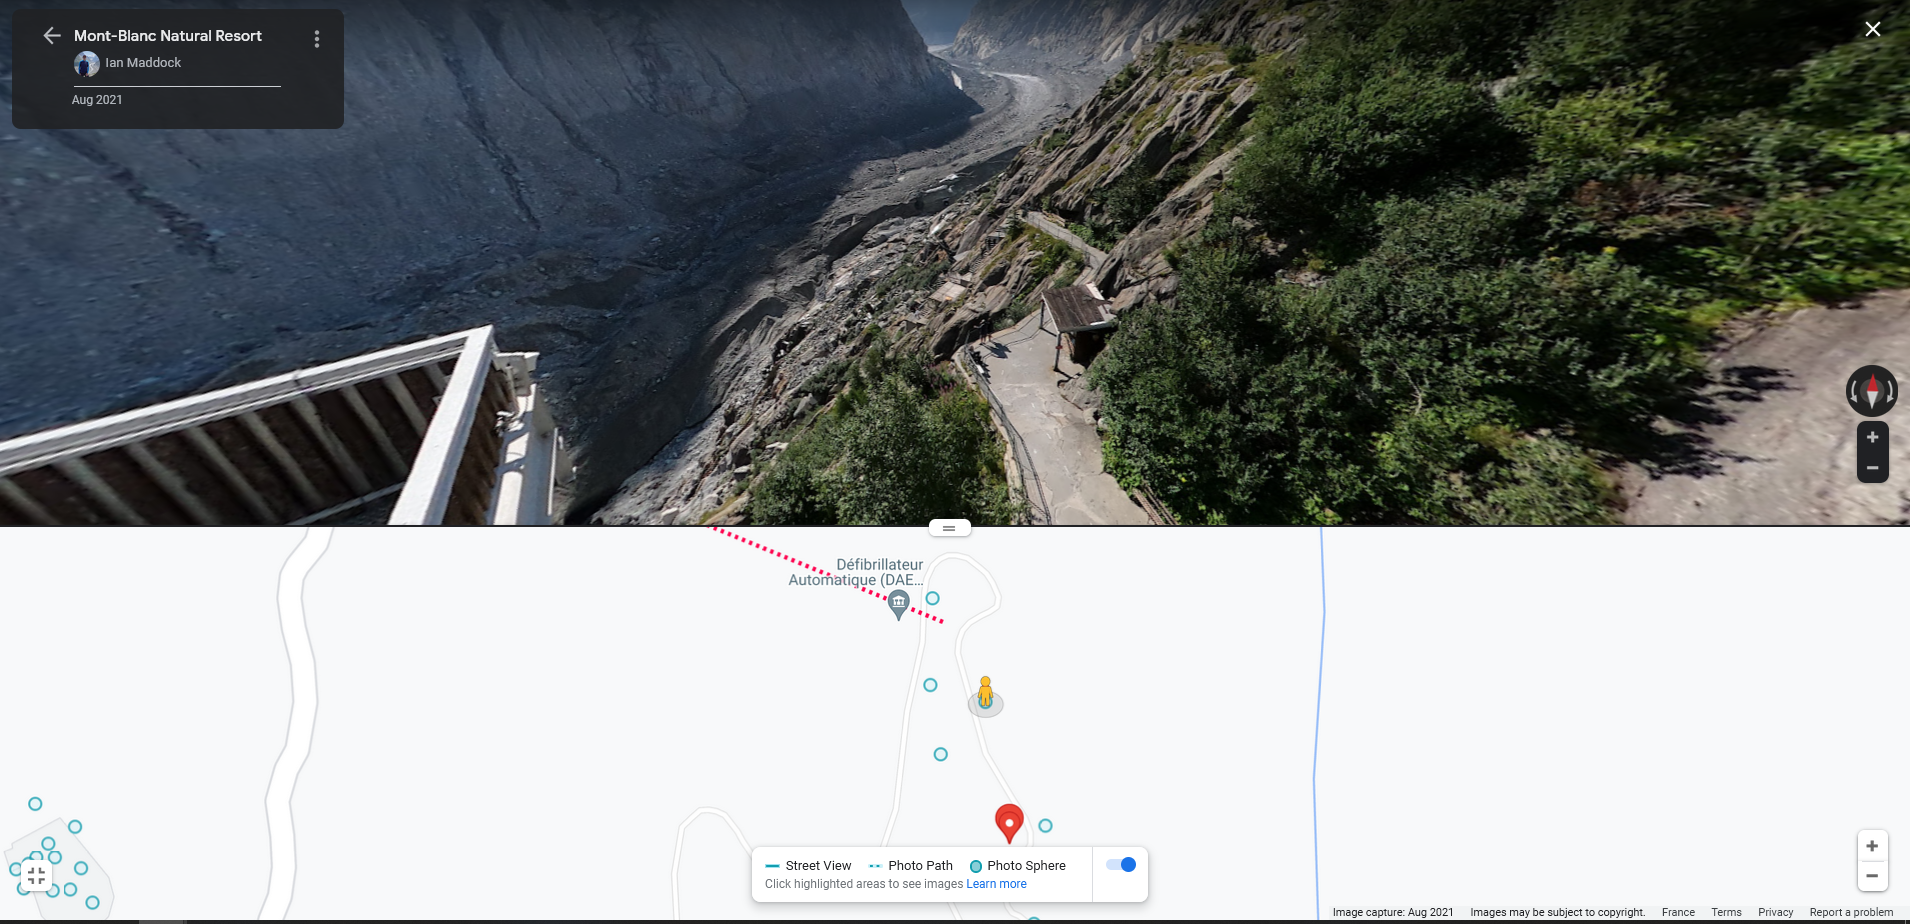 Mont-Blanc Natural Resort
Ian Maddock
Aug 2021
Défibrillateur
Automatique (DAE...
Street View
Photo Path
Photo Sphere
Click highlighted areas to see images Learn more
Image capture: Aug 2021 Images may be subject to copyright. France Terms Privacy Report a problem